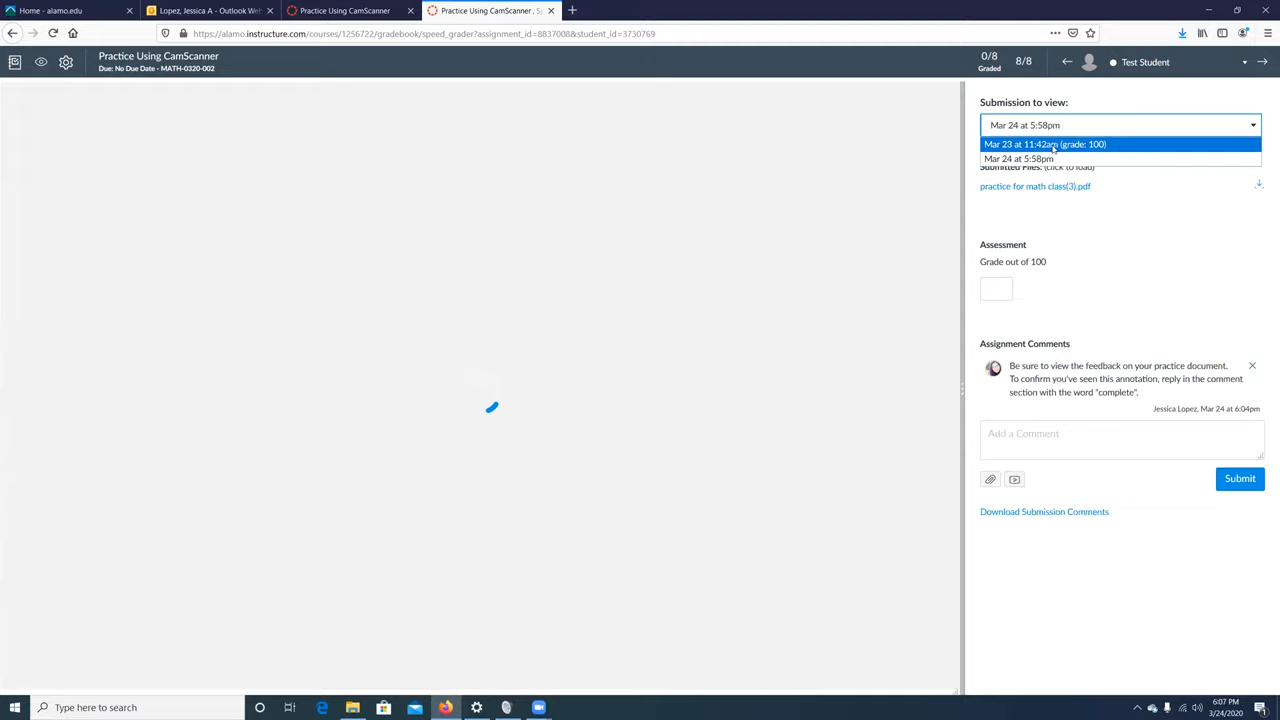 Home - alamo.edu
Lopez, Jessica A - Outlook Web
Practice Using CamScanner
Practice Using CamScanner , S
https://alamo.instructure.com/courses/1256722/gradebook/speed_grader?assignment_id=8837008&student_id=3730769
Practice Using CamScanner
Due: No Due Date - MATH-0320-002
0/8
Graded
8/8
Test Student
Submission to view:
Mar 24 at 5:58pm
Mar 23 at 11:42am (grade: 100)
Mar 24 at 5:58pm
Submitted Files: (click to load)
practice for math class(3).pdf
Assessment
Grade out of 100
Assignment Comments
Be sure to view the feedback on your practice document.
To confirm you've seen this annotation, reply in the comment
section with the word "complete".
Jessica Lopez, Mar 24 at 6:04pm
Add a Comment
Submit
Download Submission Comments
Type here to search
6:07 PM
3/24/2020